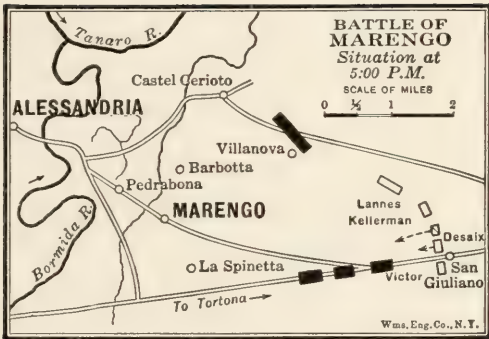 BATTLE OF
MARENGO
Situation at
5:00 P.M.
SCALE OF MILES
0 ½ 1 2
Tanaro R.
Castel Cerioto
ALESSANDRIA
Villanova
Barbotta
Pedrabona
MARENGO
Lannes
Kellerman
Desaix
Bormida R.
La Spinetta
Victor
San
Giuliano
To Tortona
Wms. Eng. Co., N.Y.